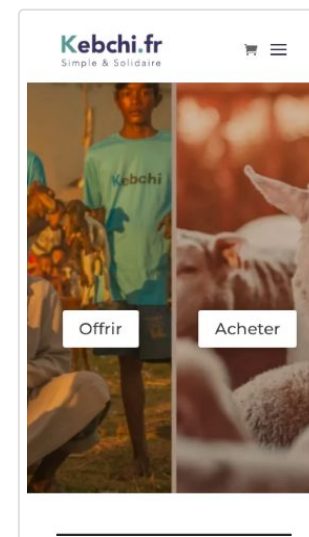 Kebchi.fr
Simple & Solidaire
Kebchi
Offrir
Acheter